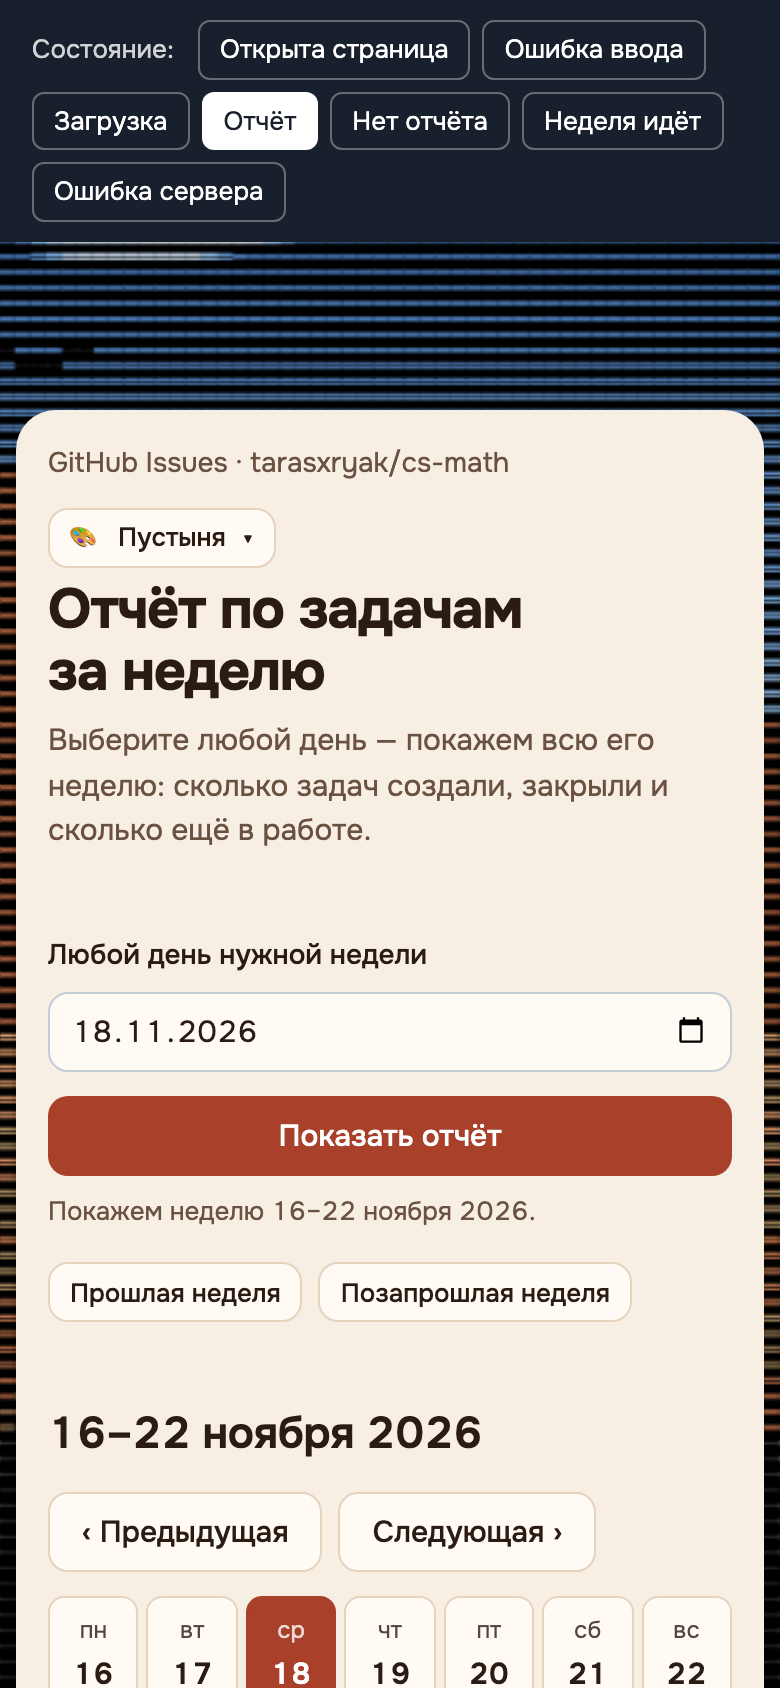 Состояние: Открыта страница Ошибка ввода
Загрузка Отчёт Нет отчёта Неделя идёт
Ошибка сервера
GitHub Issues · tarasxryak/cs-math
🎨 Пустыня ▾
Отчёт по задачам
за неделю
Выберите любой день — покажем всю его
неделю: сколько задач создали, закрыли и
сколько ещё в работе.
Любой день нужной недели
18.11.2026
Показать отчёт
Покажем неделю 16–22 ноября 2026.
Прошлая неделя Позапрошлая неделя
16–22 ноября 2026
‹ Предыдущая Следующая ›
пн вт ср чт пт сб вс
16 17 18 19 20 21 22